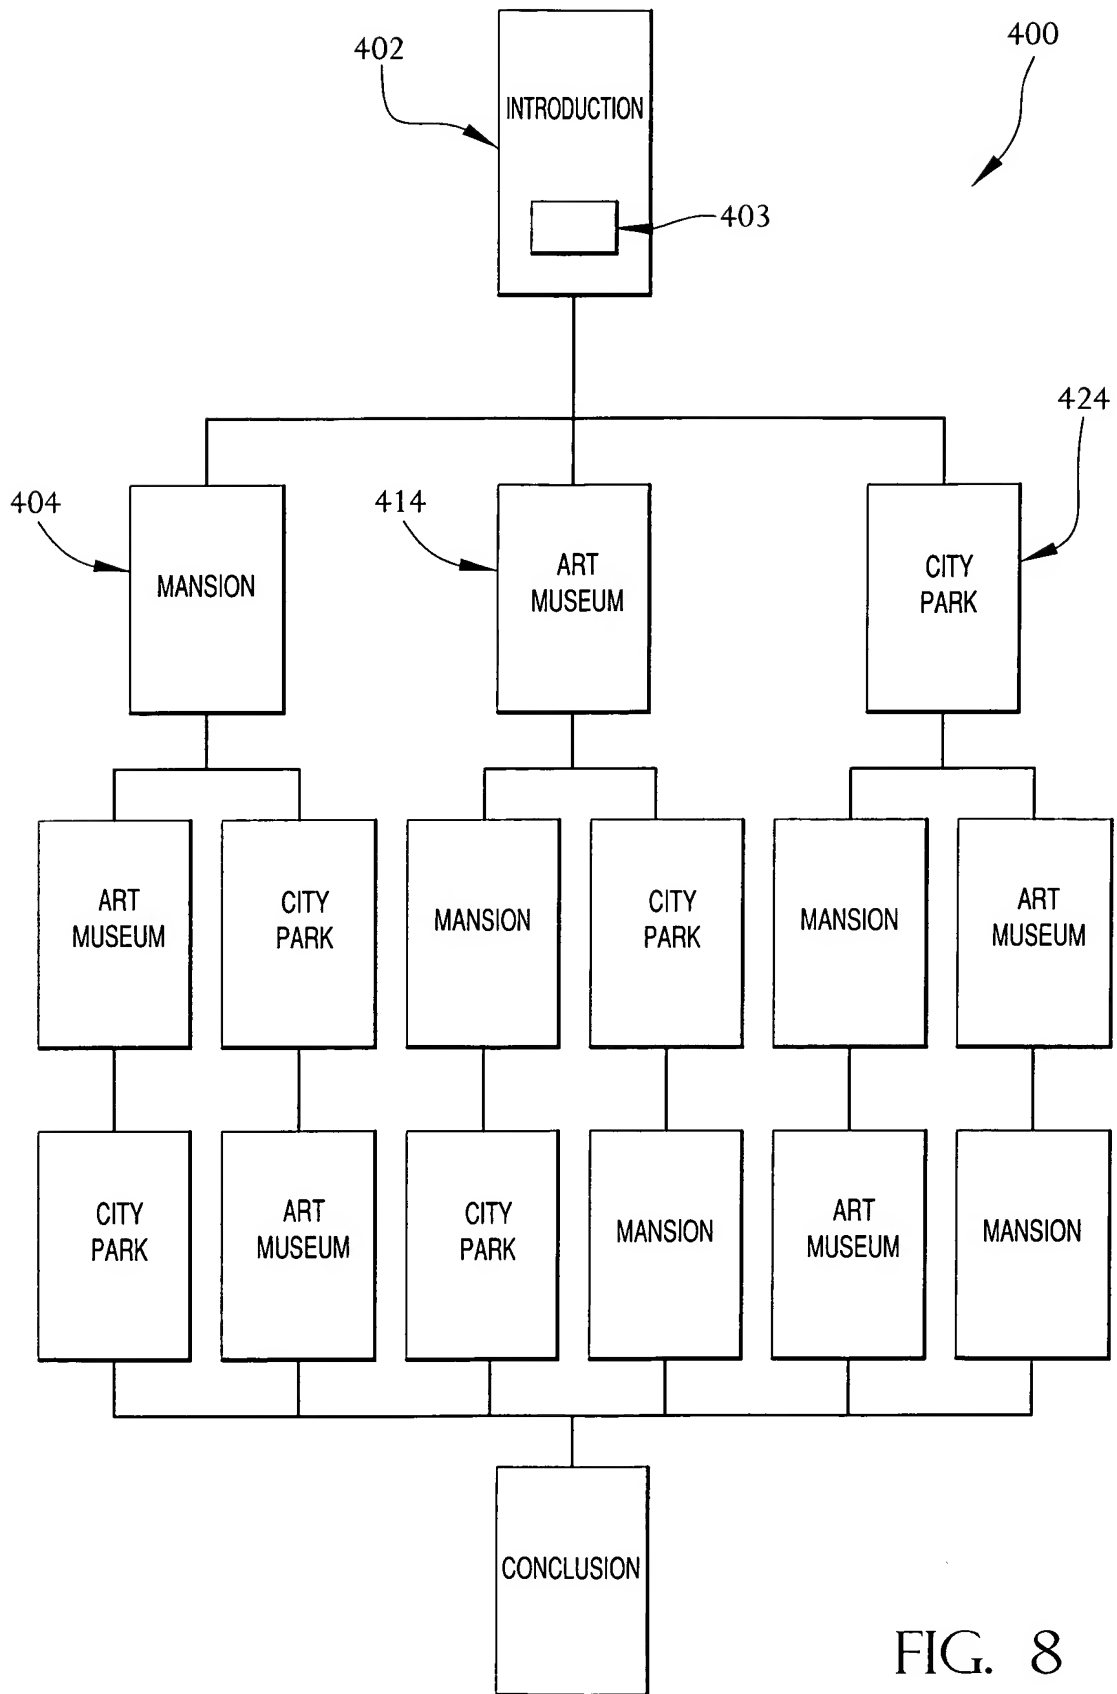 400
402
INTRODUCTION
403
424
404
414
MANSION
ART
MUSEUM
CITY
PARK
ART
MUSEUM
CITY
PARK
MANSION
CITY
PARK
MANSION
ART
MUSEUM
CITY
PARK
ART
MUSEUM
CITY
PARK
MANSION
ART
MUSEUM
MANSION
CONCLUSION
FIG. 8